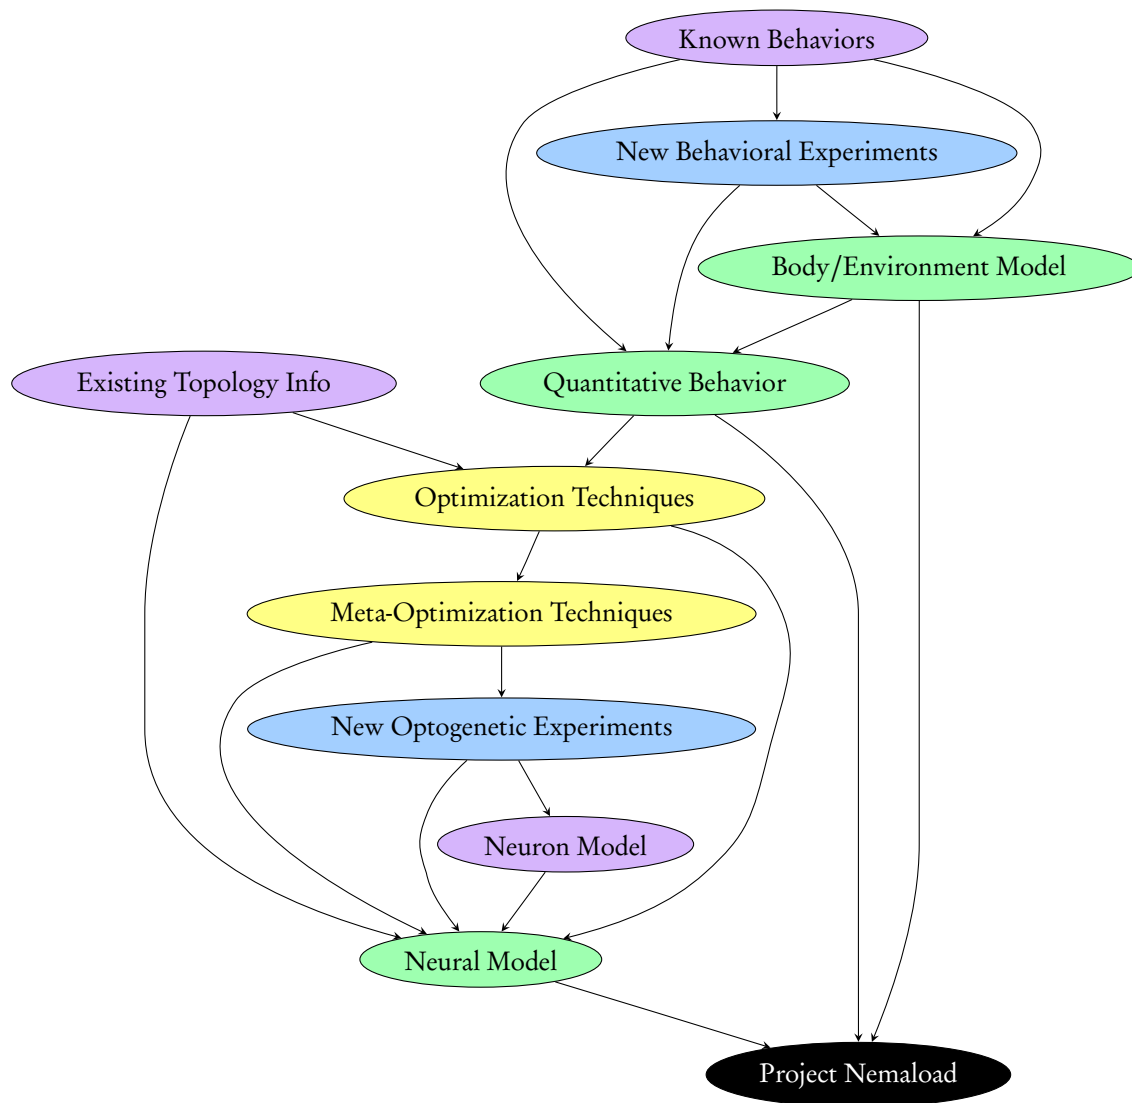 Known Behaviors
New Behavioral Experiments
Body/Environment Model
Existing Topology Info
Quantitative Behavior
Optimization Techniques
Meta-Optimization Techniques
New Optogenetic Experiments
Neuron Model
Neural Model
Project Nemaload